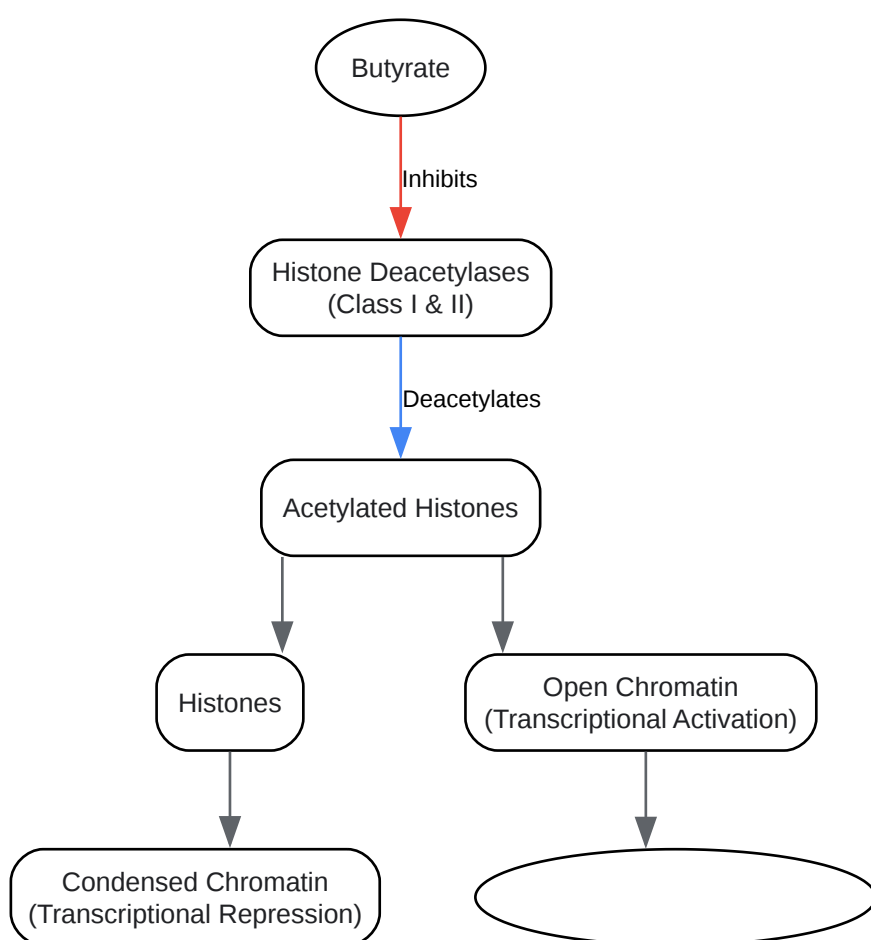 Butyrate
Inhibits
Histone Deacetylases
(Class I & II)
Deacetylates
Acetylated Histones
Histones
Open Chromatin
(Transcriptional Activation)
Condensed Chromatin
(Transcriptional Repression)